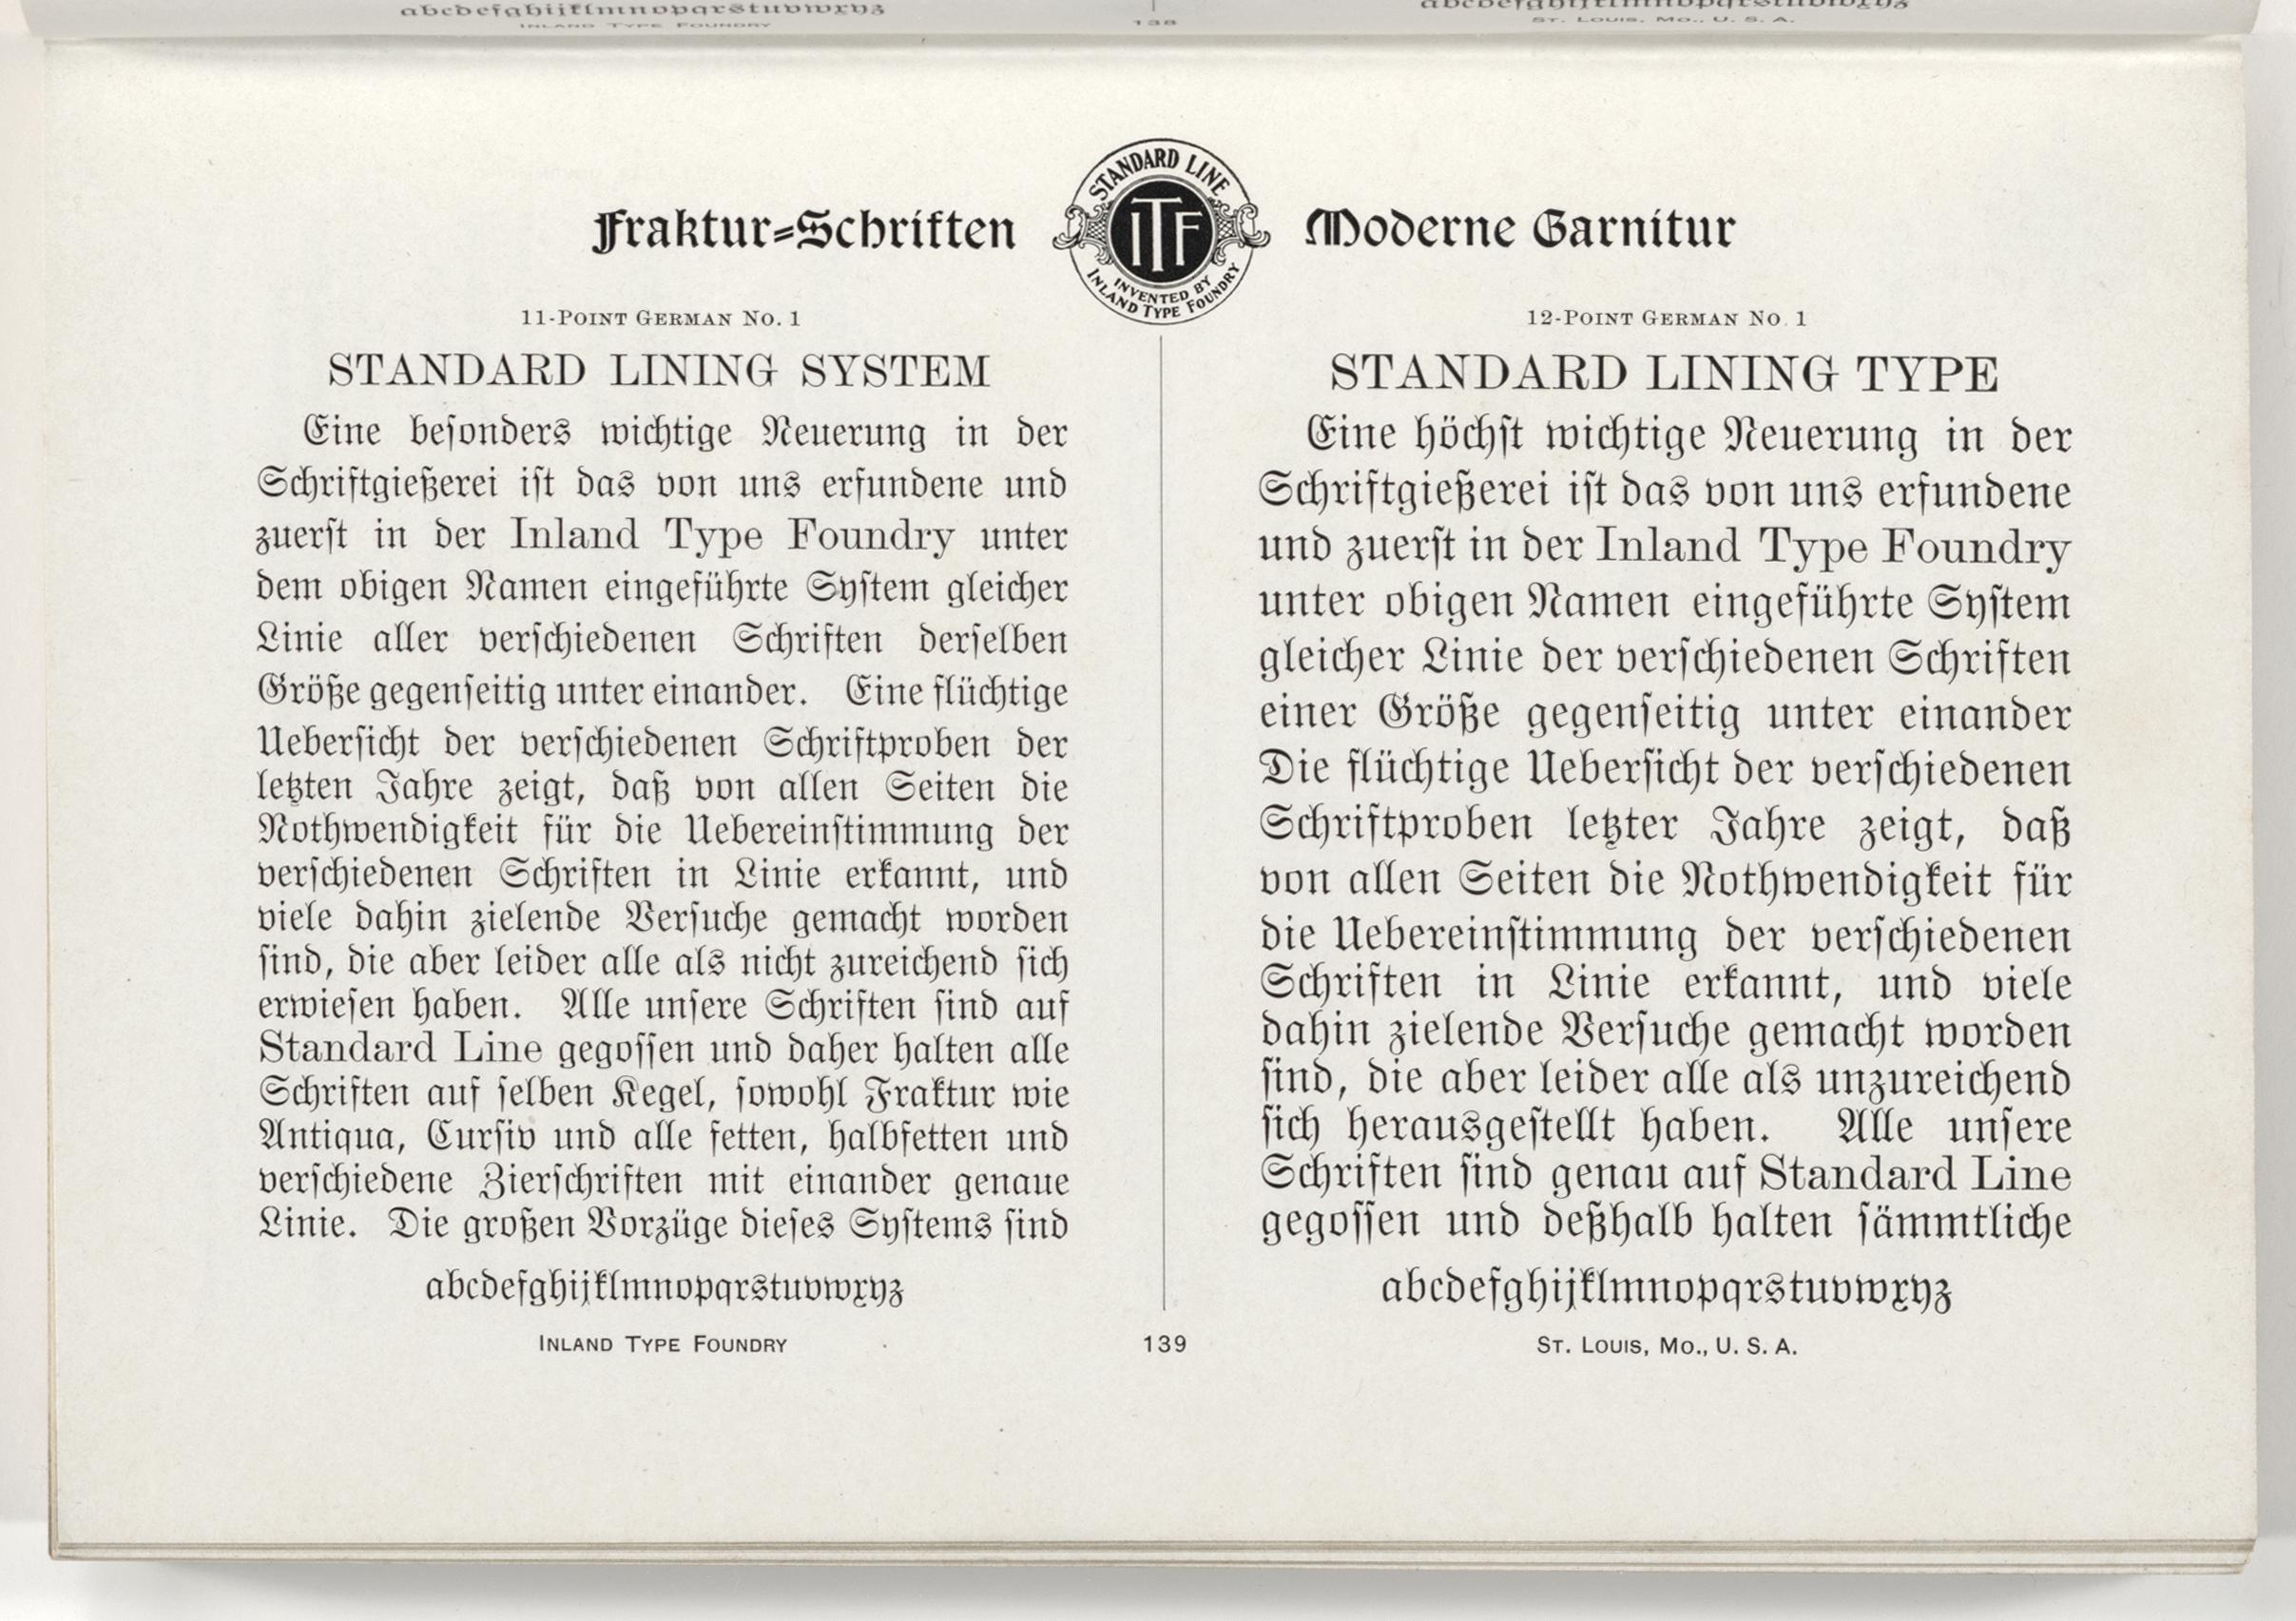 abcdefghijklmnopqrstuvwxyz
INLAND TYPE FOUNDRY
138
abcdefghijklmnopqrstuvwxyz
ST. LOUIS, MO., U. S. A.
Fraktur=Schriften
STANDARD LINE
ITF
INVENTED BY
INLAND TYPE FOUNDRY
Moderne Garnitur
11-POINT GERMAN NO. 1
STANDARD LINING SYSTEM
Eine beſonders wichtige Neuerung in der
Schriftgießerei iſt das von uns erfundene und
zuerſt in der Inland Type Foundry unter
dem obigen Namen eingeführte Syſtem gleicher
Linie aller verſchiedenen Schriften derſelben
Größe gegenſeitig unter einander. Eine flüchtige
Ueberſicht der verſchiedenen Schriftproben der
letzten Jahre zeigt, daß von allen Seiten die
Nothwendigkeit für die Uebereinſtimmung der
verſchiedenen Schriften in Linie erkannt, und
viele dahin zielende Verſuche gemacht worden
ſind, die aber leider alle als nicht zureichend ſich
erwieſen haben. Alle unſere Schriften ſind auf
Standard Line gegoſſen und daher halten alle
Schriften auf ſelben Kegel, ſowohl Fraktur wie
Antiqua, Curſiv und alle fetten, halbfetten und
verſchiedene Zierſchriften mit einander genaue
Linie. Die großen Vorzüge dieſes Syſtems ſind
abcdefghijklmnopqrstuvwxyz
INLAND TYPE FOUNDRY
139
12-POINT GERMAN NO. 1
STANDARD LINING TYPE
Eine höchſt wichtige Neuerung in der
Schriftgießerei iſt das von uns erfundene
und zuerſt in der Inland Type Foundry
unter obigen Namen eingeführte Syſtem
gleicher Linie der verſchiedenen Schriften
einer Größe gegenſeitig unter einander
Die flüchtige Ueberſicht der verſchiedenen
Schriftproben letzter Jahre zeigt, daß
von allen Seiten die Nothwendigkeit für
die Uebereinſtimmung der verſchiedenen
Schriften in Linie erkannt, und viele
dahin zielende Verſuche gemacht worden
ſind, die aber leider alle als unzureichend
ſich herausgeſtellt haben. Alle unſere
Schriften ſind genau auf Standard Line
gegoſſen und deßhalb halten ſämmtliche
abcdefghijklmnopqrstuvwxyz
ST. LOUIS, MO., U. S. A.